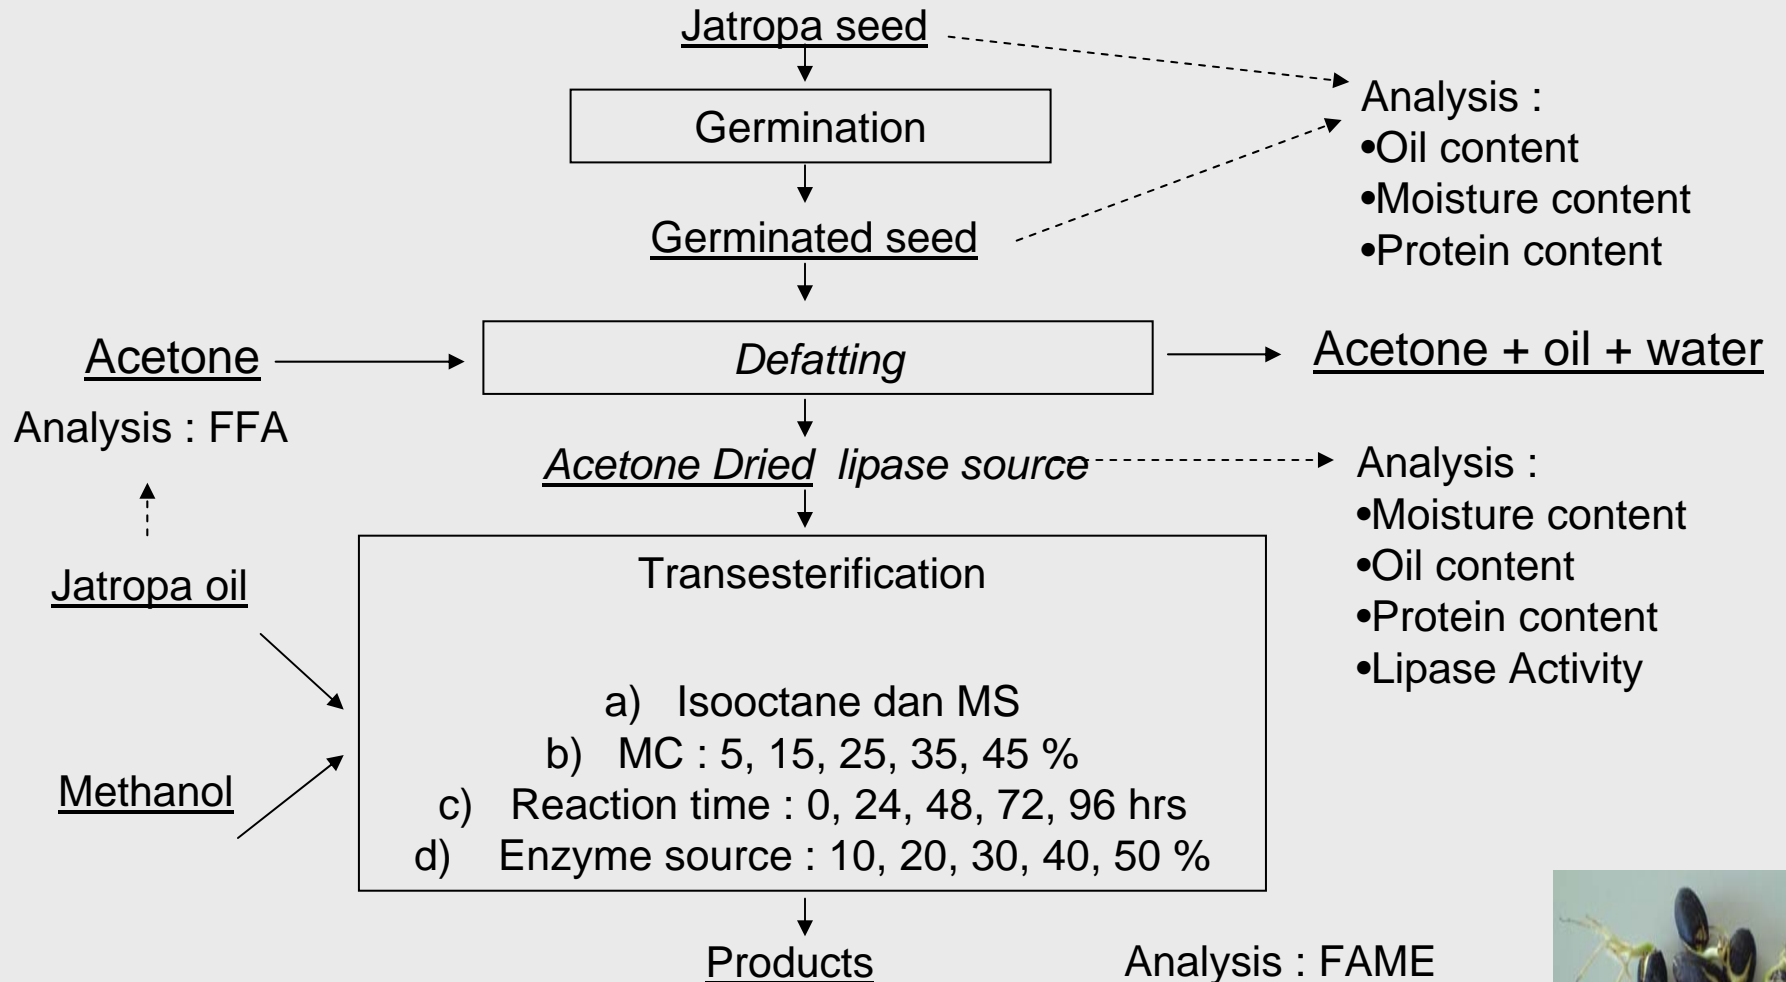 Jatropa seed
Germination
Analysis :
•Oil content
•Moisture content
•Protein content
Germinated seed
Acetone
Defatting
Acetone + oil + water
Analysis : FFA
Acetone Dried lipase source
Analysis :
•Moisture content
•Oil content
•Protein content
•Lipase Activity
Jatropa oil
Methanol
Transesterification
a) Isooctane dan MS
b) MC : 5, 15, 25, 35, 45 %
c) Reaction time : 0, 24, 48, 72, 96 hrs
d) Enzyme source : 10, 20, 30, 40, 50 %
Products
Analysis : FAME